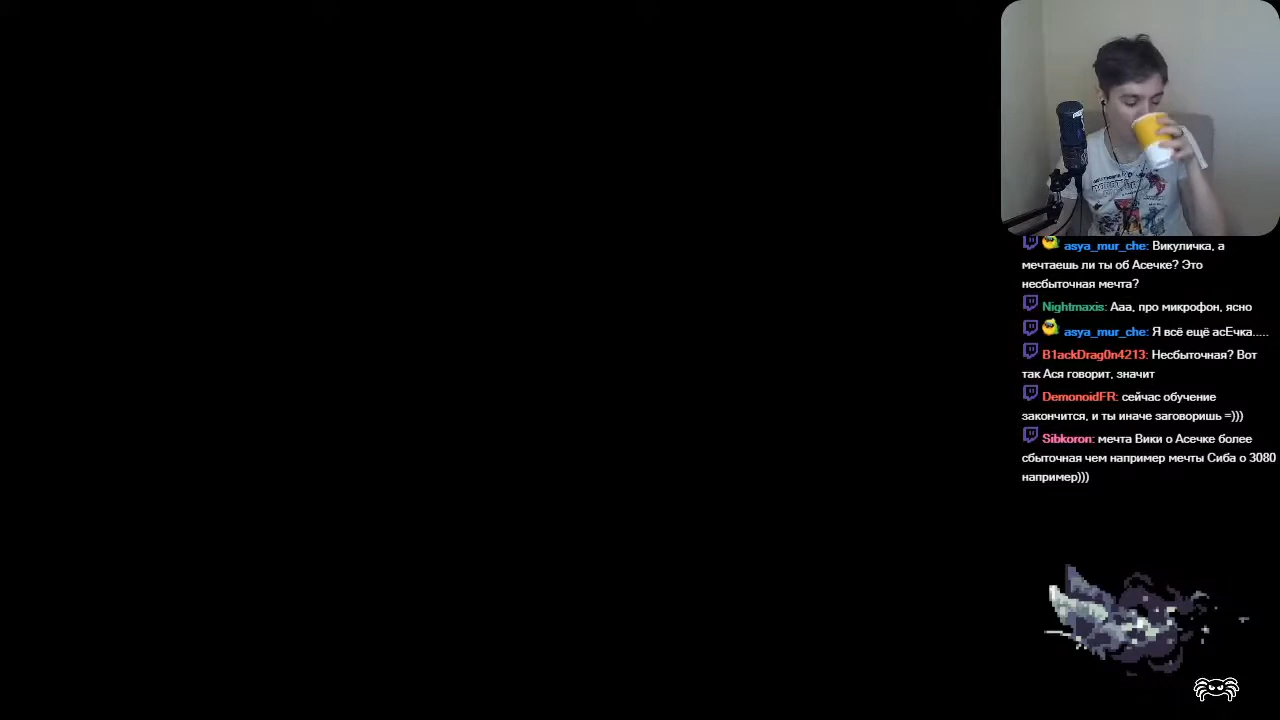 asya_mur_che: Викуличка, а
мечтаешь ли ты об Асечке? Это
несбыточная мечта?
Nightmaxis: Ааа, про микрофон, ясно
asya_mur_che: Я всё ещё асЕчка.....
B1ackDrag0n4213: Несбыточная? Вот
так Ася говорит, значит
DemonoidFR: сейчас обучение
закончится, и ты иначе заговоришь =)))
Sibkoron: мечта Вики о Асечке более
сбыточная чем например мечты Сиба о 3080
например)))